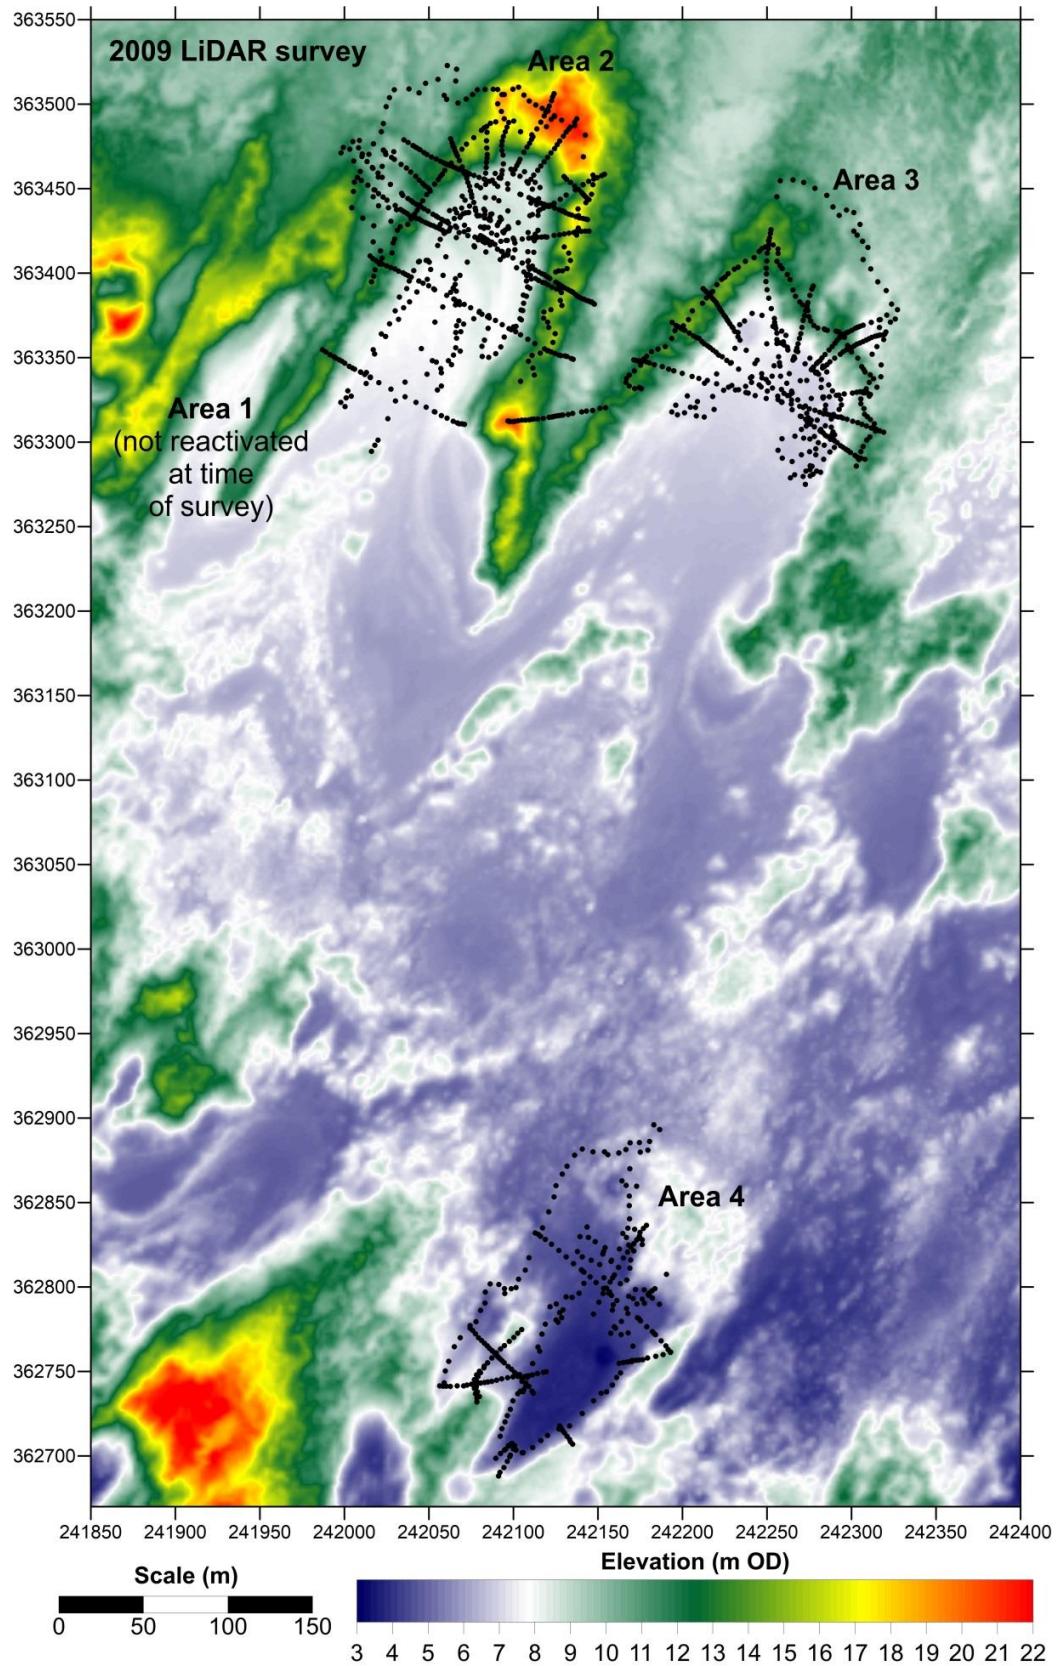 2009 LiDAR survey
Area 2
Area 3
Area 1
(not reactivated
at time
of survey)
Area 4
363550
363500
363450
363400
363350
363300
363250
363200
363150
363100
363050
363000
362950
362900
362850
362800
362750
362700
241850 241900 241950 242000 242050 242100 242150 242200 242250 242300 242350 242400
Scale (m)
0 50 100 150
Elevation (m OD)
3 4 5 6 7 8 9 10 11 12 13 14 15 16 17 18 19 20 21 22